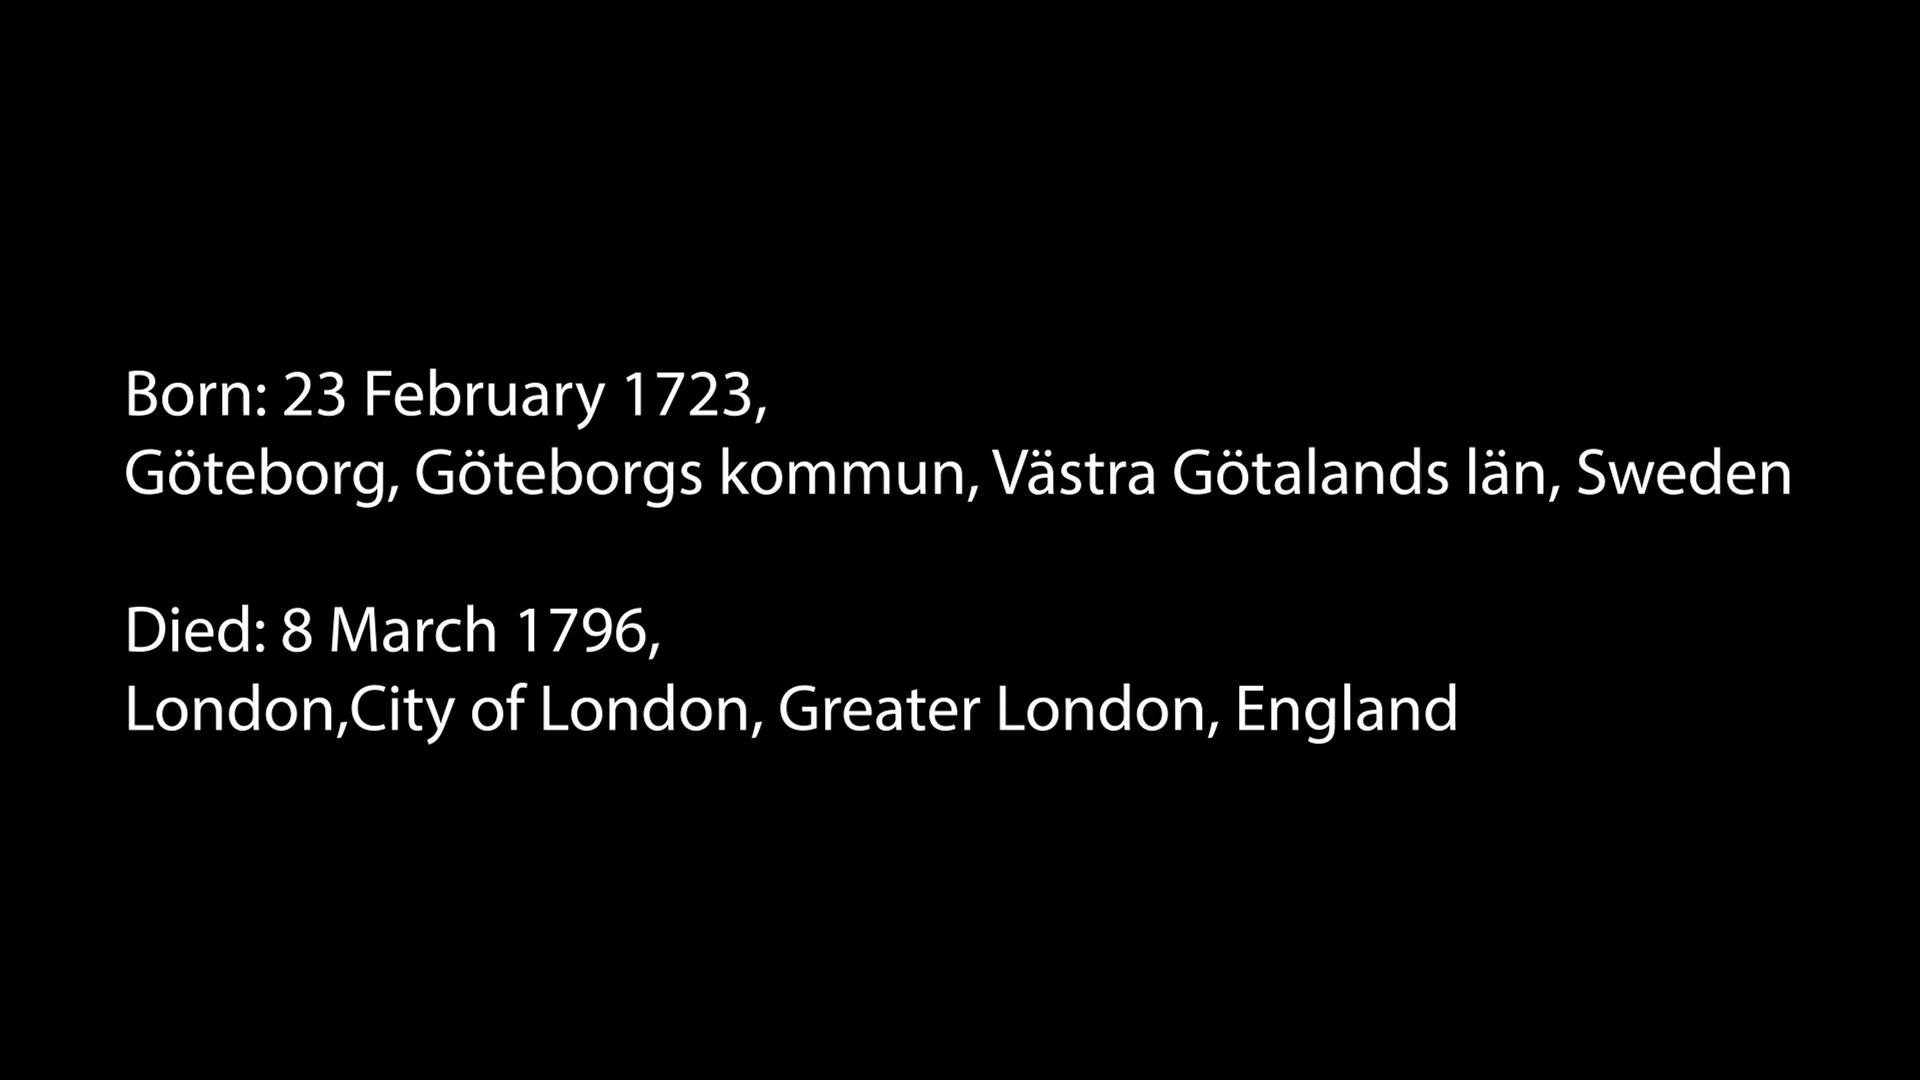 Born: 23 February 1723,
Göteborg, Göteborgs kommun, Västra Götalands län, Sweden
Died: 8 March 1796,
London,City of London, Greater London, England